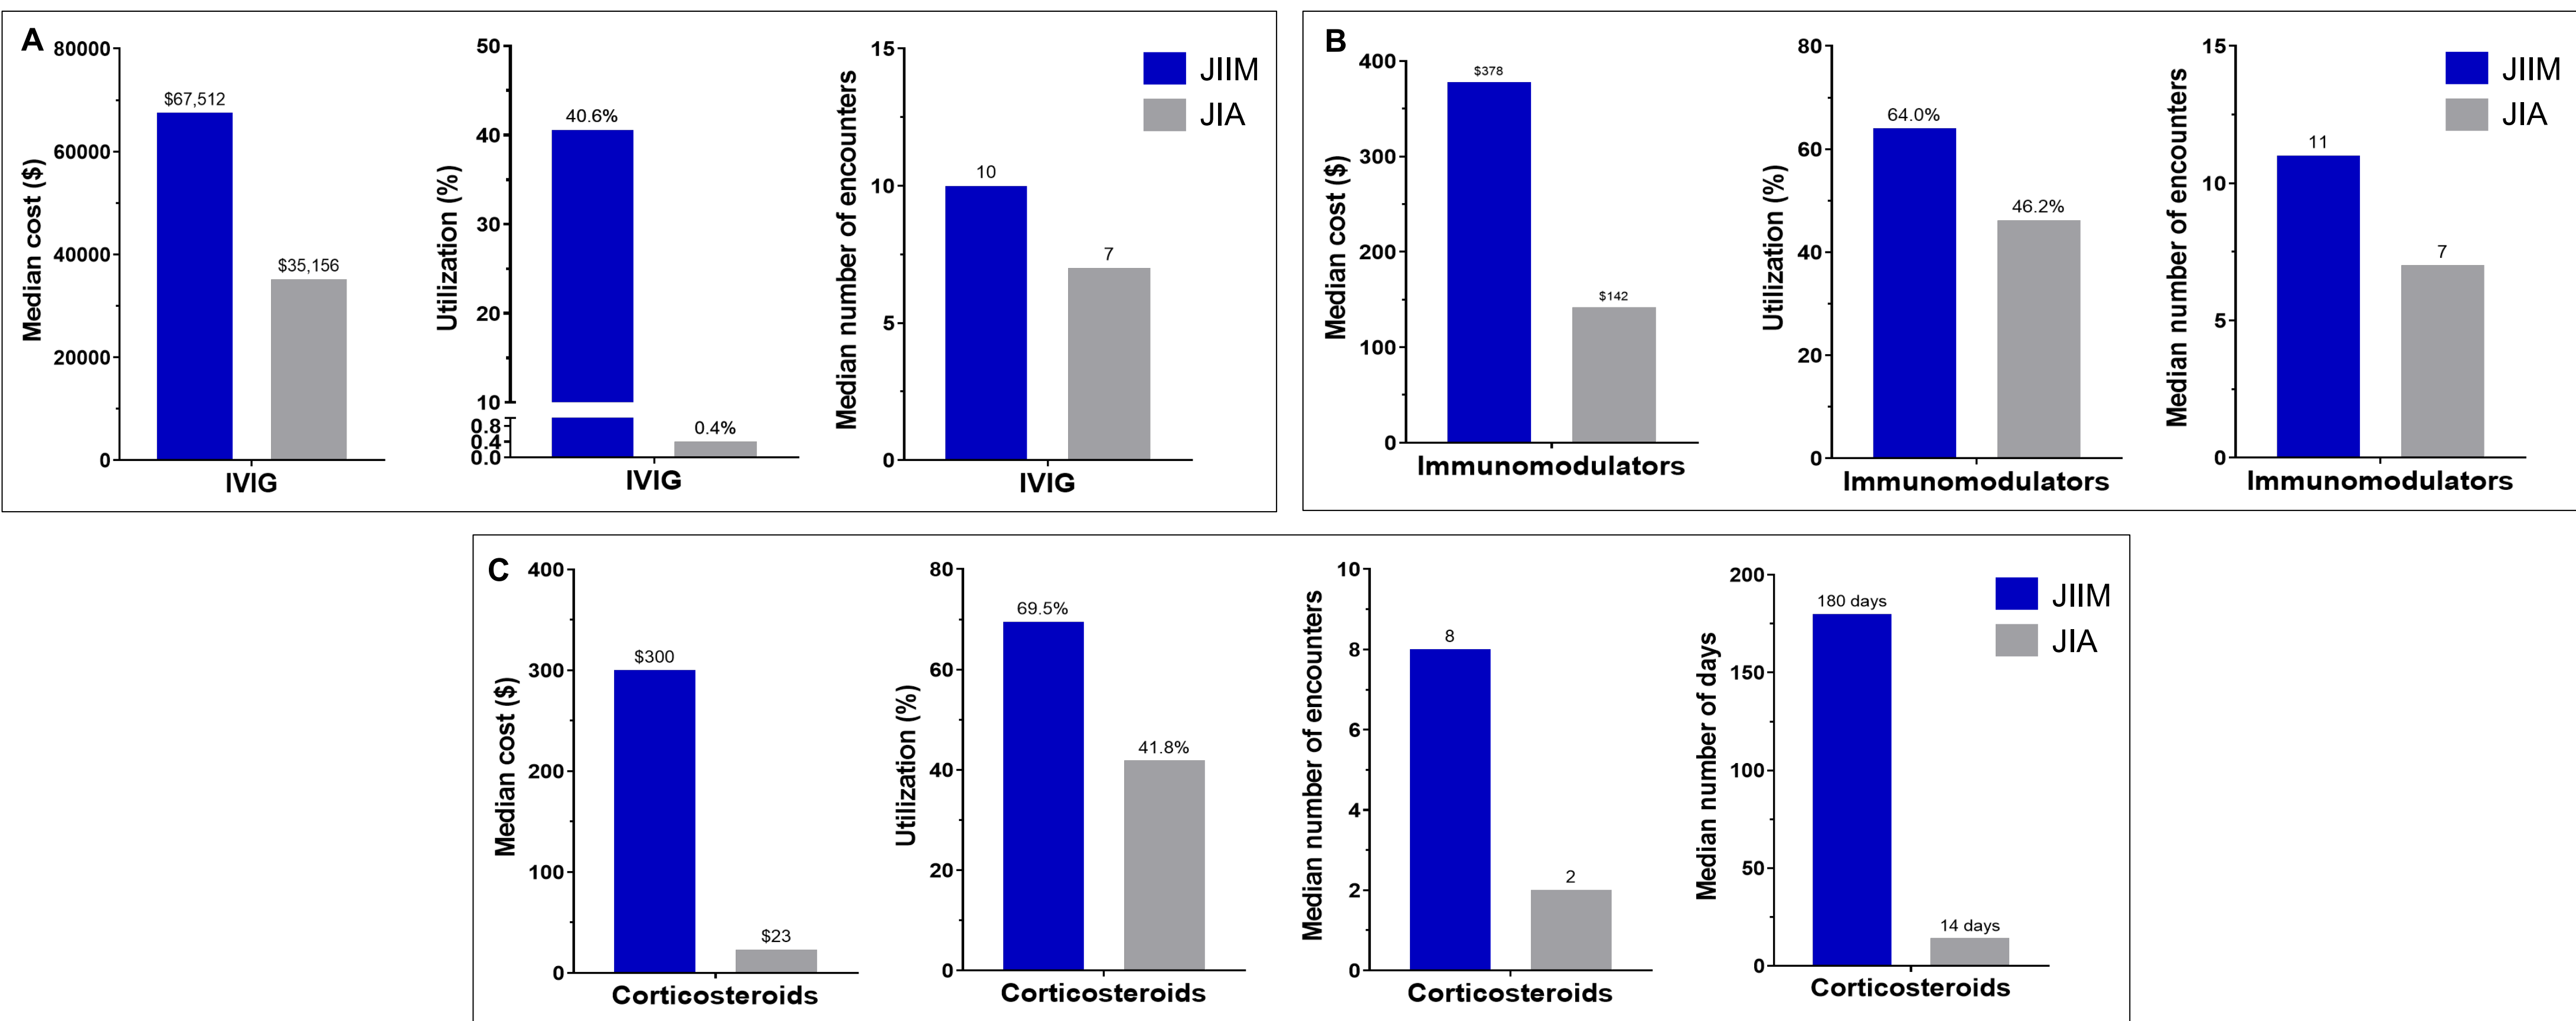 A
80000
60000
40000
20000
0
Median cost ($)
$67,512
$35,156
IVIG
50
40
30
20
10
0.8
0.4
0.0
Utilization (%)
40.6%
0.4%
IVIG
15
10
5
0
Median number of encounters
10
7
IVIG
JIIM
JIA
B
400
300
200
100
0
Median cost ($)
$378
$142
Immunomodulators
80
60
40
20
0
Utilization (%)
64.0%
46.2%
Immunomodulators
15
10
5
0
Median number of encounters
11
7
Immunomodulators
JIIM
JIA
C
400
300
200
100
0
Median cost ($)
$300
$23
Corticosteroids
80
60
40
20
0
Utilization (%)
69.5%
41.8%
Corticosteroids
10
8
6
4
2
0
Median number of encounters
8
2
Corticosteroids
200
150
100
50
0
Median number of days
180 days
14 days
Corticosteroids
JIIM
JIA